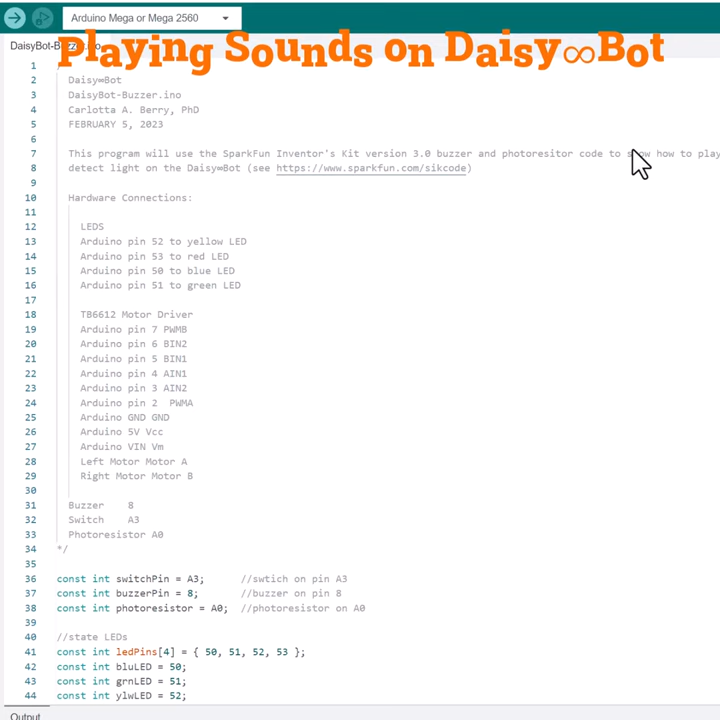 Arduino Mega or Mega 2560
Playing Sounds on Daisy∞Bot
1
2 Daisy∞Bot
3 DaisyBot-Buzzer.ino
4 Carlotta A. Berry, PhD
5 FEBRUARY 5, 2023
6
7 This program will use the SparkFun Inventor's Kit version 3.0 buzzer and photoresitor code to show how to play
8 detect light on the Daisy∞Bot (see https://www.sparkfun.com/sikcode)
9
10 Hardware Connections:
11
12 LEDS
13 Arduino pin 52 to yellow LED
14 Arduino pin 53 to red LED
15 Arduino pin 50 to blue LED
16 Arduino pin 51 to green LED
17
18 TB6612 Motor Driver
19 Arduino pin 7 PWMB
20 Arduino pin 6 BIN2
21 Arduino pin 5 BIN1
22 Arduino pin 4 AIN1
23 Arduino pin 3 AIN2
24 Arduino pin 2 PWMA
25 Arduino GND GND
26 Arduino 5V Vcc
27 Arduino VIN Vm
28 Left Motor Motor A
29 Right Motor Motor B
30
31 Buzzer 8
32 Switch A3
33 Photoresistor A0
34 */
35
36 const int switchPin = A3; //swtich on pin A3
37 const int buzzerPin = 8; //buzzer on pin 8
38 const int photoresistor = A0; //photoresistor on A0
39
40 //state LEDs
41 const int ledPins[4] = { 50, 51, 52, 53 };
42 const int bluLED = 50;
43 const int grnLED = 51;
44 const int ylwLED = 52;
Output